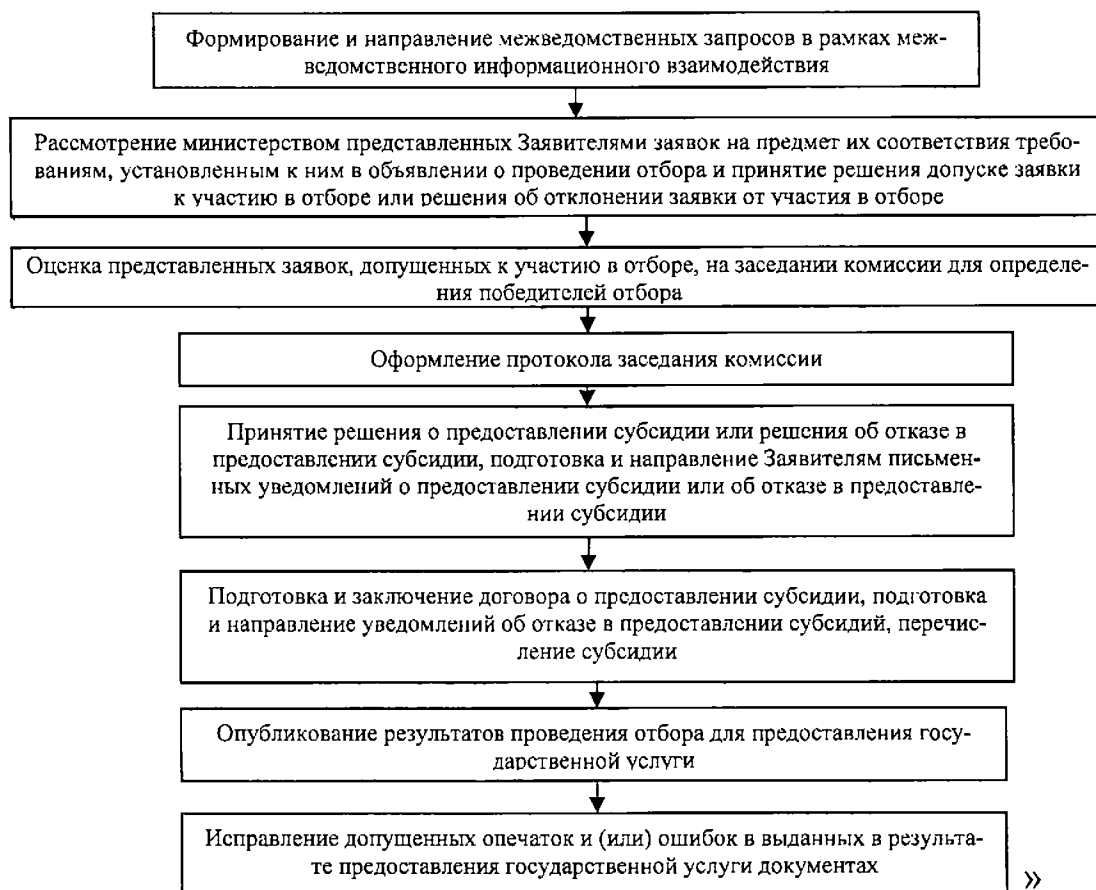 Формирование и направление межведомственных запросов в рамках меж-
ведомственного информационного взаимодействия
Рассмотрение министерством представленных Заявителями заявок на предмет их соответствия требо-
ваниям, установленным к ним в объявлении о проведении отбора и принятие решения допуске заявки
к участию в отборе или решения об отклонении заявки от участия в отборе
Оценка представленных заявок, допущенных к участию в отборе, на заседании комиссии для определе-
ния победителей отбора
Оформление протокола заседания комиссии
Принятие решения о предоставлении субсидии или решения об отказе в
предоставлении субсидии, подготовка и направление Заявителям письмен-
ных уведомлений о предоставлении субсидии или об отказе в предоставле-
нии субсидии
Подготовка и заключение договора о предоставлении субсидии, подготовка
и направление уведомлений об отказе в предоставлении субсидий, перечис-
ление субсидии
Опубликование результатов проведения отбора для предоставления госу-
дарственной услуги
Исправление допущенных опечаток и (или) ошибок в выданных в результа-
те предоставления государственной услуги документах
»